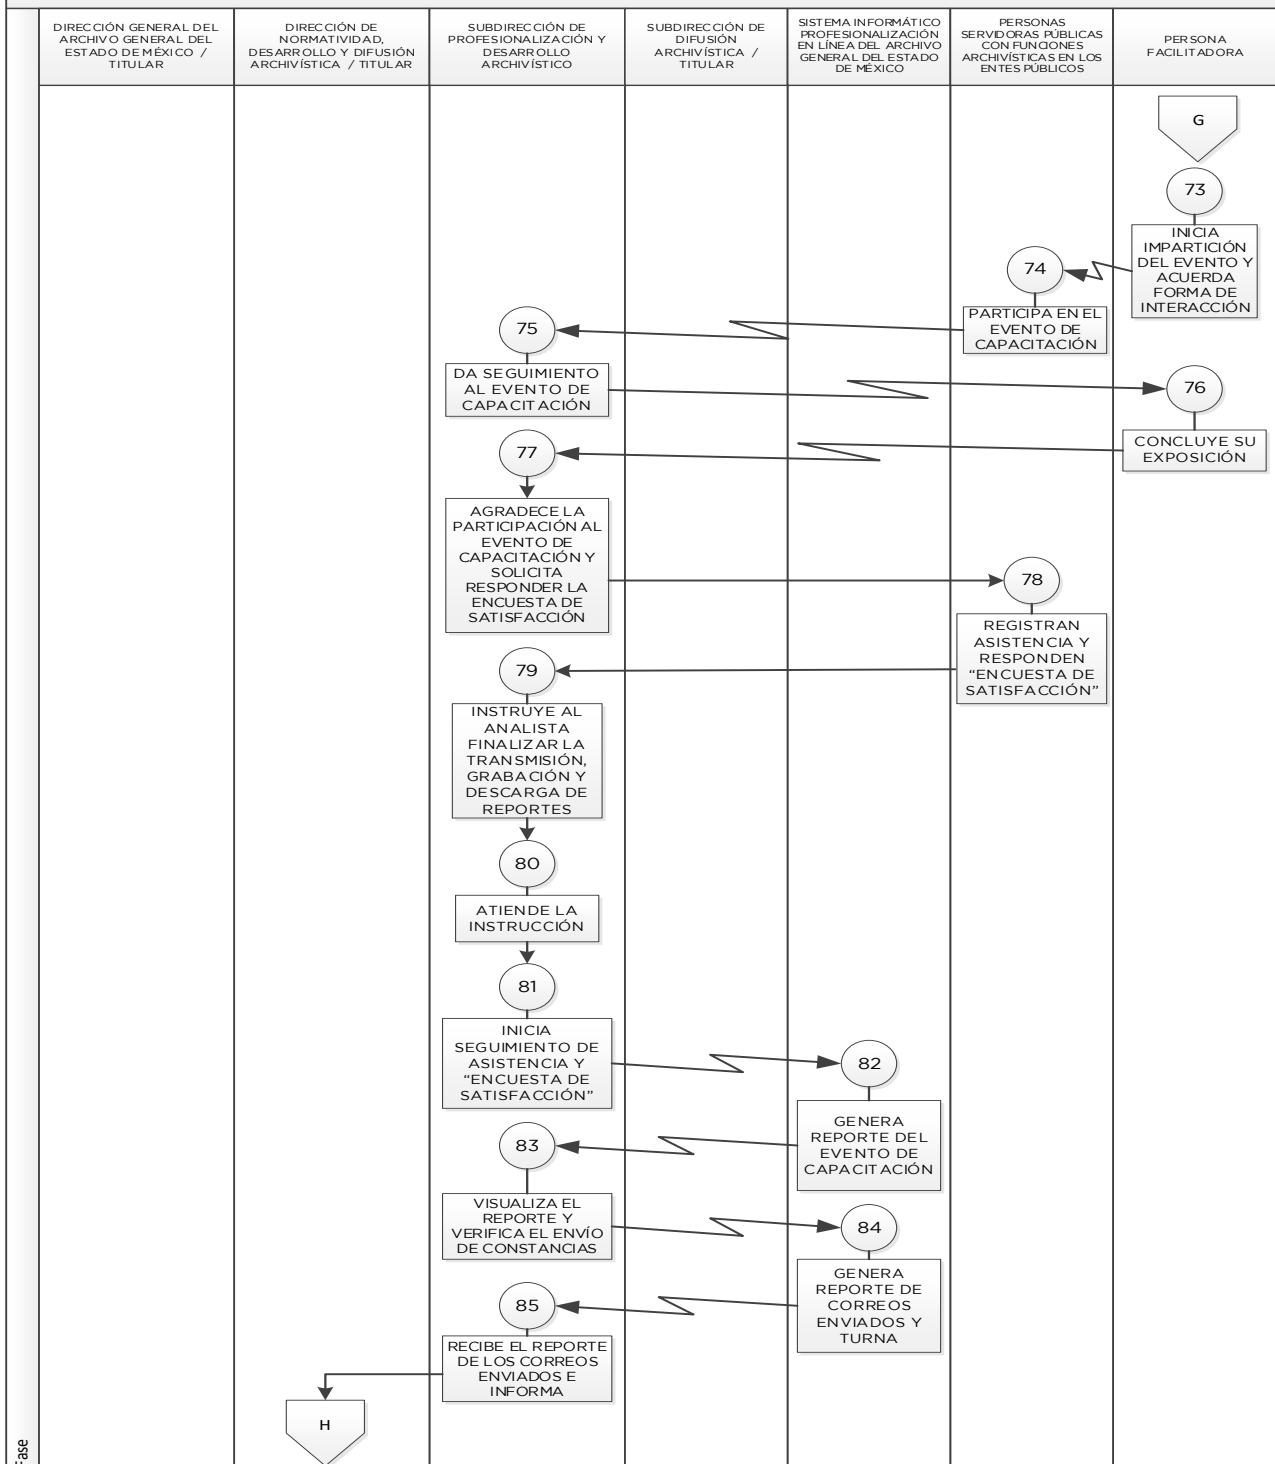 DIRECCIÓN GENERAL DEL
ARCHIVO GENERAL DEL
ESTADO DE MÉXICO /
TITULAR
DIRECCIÓN DE
NORMATIVIDAD,
DESARROLLO Y DIFUSIÓN
ARCHIVÍSTICA / TITULAR
SUBDIRECCIÓN DE
PROFESIONALIZACIÓN Y
DESARROLLO
ARCHIVÍSTICO
SUBDIRECCIÓN DE
DIFUSIÓN
ARCHIVÍSTICA /
TITULAR
SISTEMA INFORMÁTICO
PROFESIONALIZACIÓN
EN LÍNEA DEL ARCHIVO
GENERAL DEL ESTADO
DE MÉXICO
PERSONAS
SERVIDORAS PÚBLICAS
CON FUNCIONES
ARCHIVÍSTICAS EN LOS
ENTES PÚBLICOS
PERSONA
FACILITADORA
G
73
INICIA
IMPARTICIÓN
DEL EVENTO Y
ACUERDA
FORMA DE
INTERACCIÓN
74
PARTICIPA EN EL
EVENTO DE
CAPACITACIÓN
75
DA SEGUIMIENTO
AL EVENTO DE
CAPACITACIÓN
76
CONCLUYE SU
EXPOSICIÓN
77
AGRADECE LA
PARTICIPACIÓN AL
EVENTO DE
CAPACITACIÓN Y
SOLICITA
RESPONDER LA
ENCUESTA DE
SATISFACCIÓN
78
REGISTRAN
ASISTENCIA Y
RESPONDEN
“ENCUESTA DE
SATISFACCIÓN”
79
INSTRUYE AL
ANALISTA
FINALIZAR LA
TRANSMISIÓN,
GRABACIÓN Y
DESCARGA DE
REPORTES
80
ATIENDE LA
INSTRUCCIÓN
81
INICIA
SEGUIMIENTO DE
ASISTENCIA Y
“ENCUESTA DE
SATISFACCIÓN”
82
GENERA
REPORTE DEL
EVENTO DE
CAPACITACIÓN
83
VISUALIZA EL
REPORTE Y
VERIFICA EL ENVÍO
DE CONSTANCIAS
84
GENERA
REPORTE DE
CORREOS
ENVIADOS Y
TURNA
85
RECIBE EL REPORTE
DE LOS CORREOS
ENVIADOS E
INFORMA
H
Fase